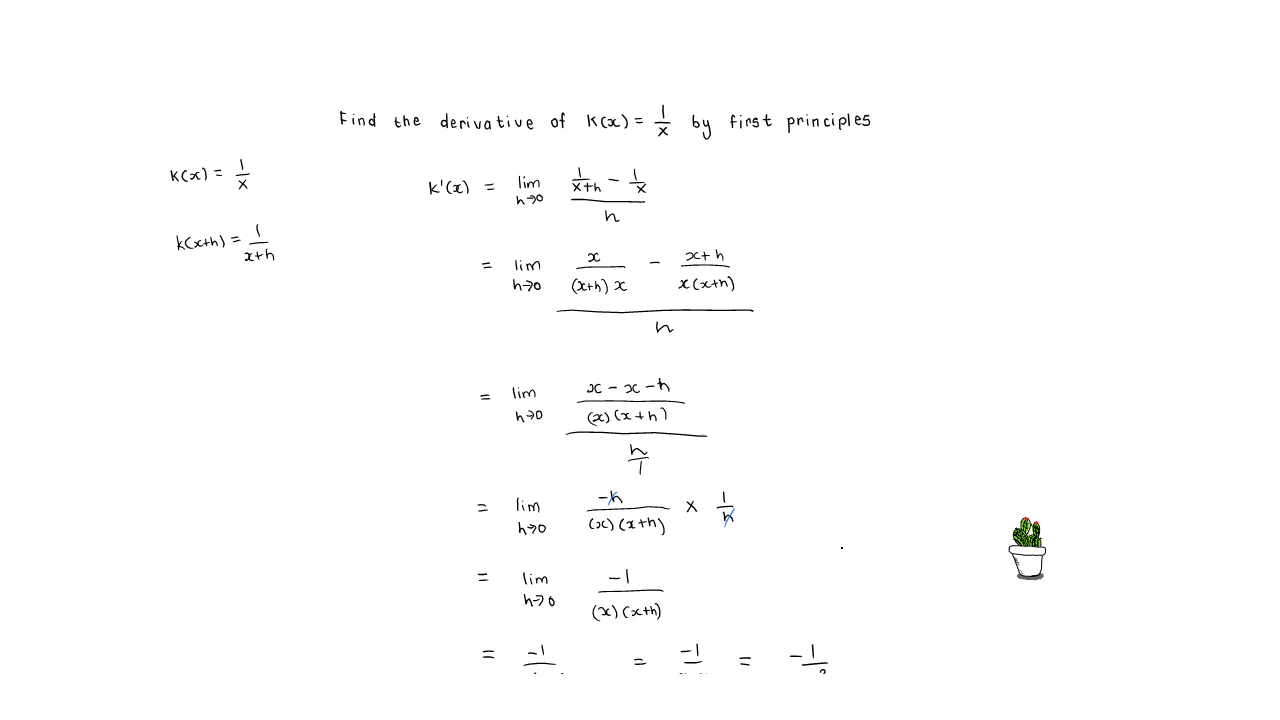 Find the derivative of k(x) = 1/x by first principles
k(x) = 1/x
k(x+h) = 1/(x+h)
k'(x) = lim h→0 (1/(x+h) - 1/x)/h
= lim h→0 (x/((x+h)x) - (x+h)/(x(x+h)))/h
= lim h→0 ((x-x-h)/((x)(x+h)))/(h/1)
= lim h→0 -h/((x)(x+h)) × 1/h
= lim h→0 -1/((x)(x+h))
= -1/ = -1/ = -1/